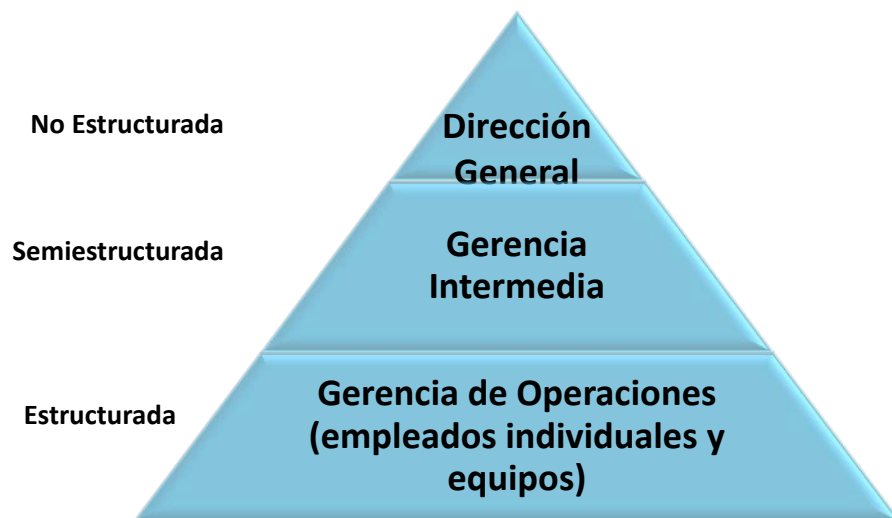 No Estructurada
Dirección
General
Semiestructurada
Gerencia
Intermedia
Estructurada
Gerencia de Operaciones
(empleados individuales y
equipos)